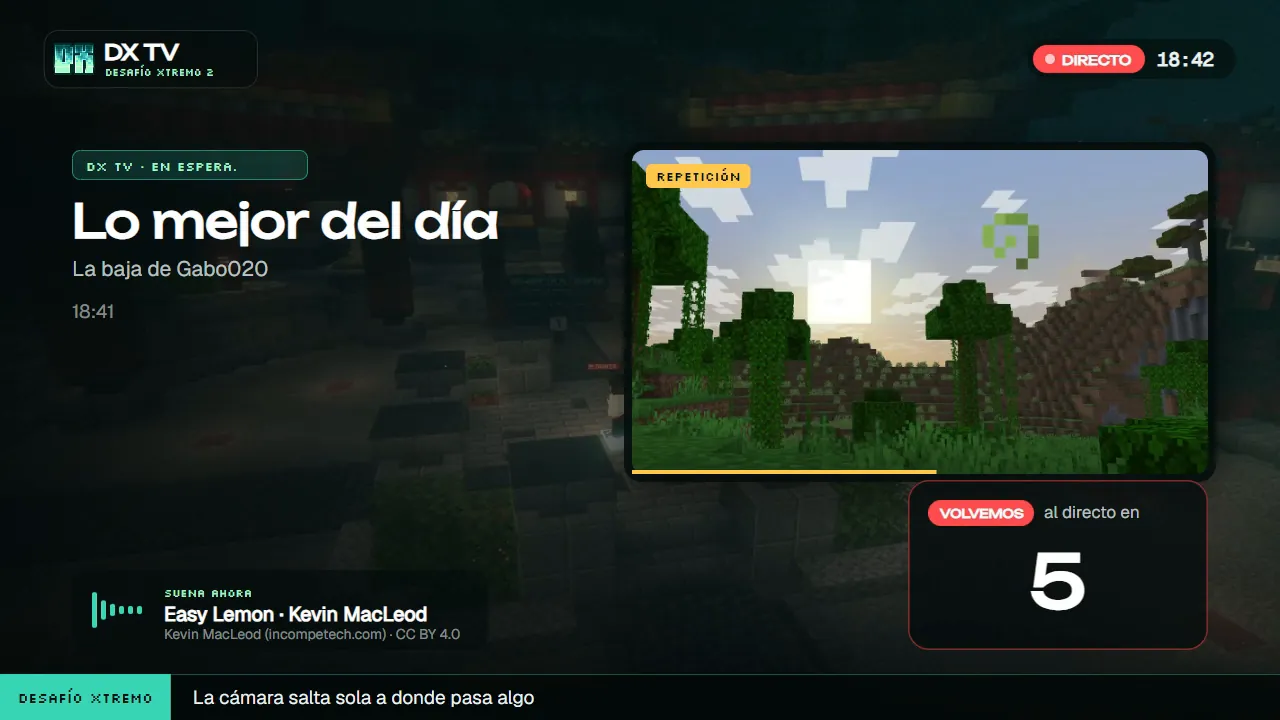 DX TV
DESAFÍO XTREMO 2
DIRECTO 18:42
DX TV · EN ESPERA.
Lo mejor del día
La baja de Gabo020
18:41
REPETICIÓN
VOLVEMOS al directo en
5
SUENA AHORA
Easy Lemon · Kevin MacLeod
Kevin MacLeod (incompetech.com) · CC BY 4.0
DESAFÍO XTREMO
La cámara salta sola a donde pasa algo